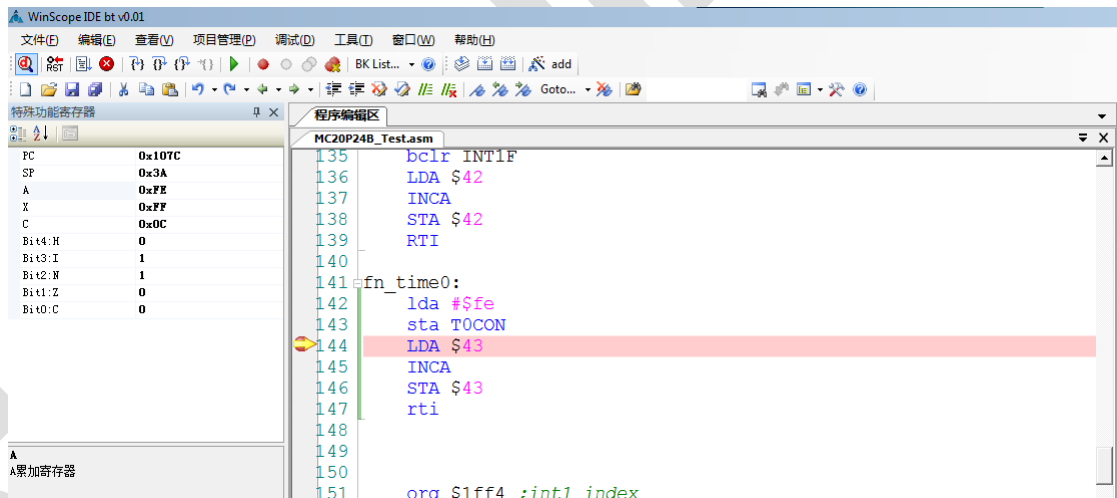 WinScope IDE bt v0.01
文件(F) 编辑(E) 查看(V) 项目管理(P) 调试(D) 工具(T) 窗口(W) 帮助(H)
RST BK List... add
Goto...
特殊功能寄存器
程序编辑区
MC20P24B_Test.asm
PC 0x107C
SP 0x3A
A 0xFE
X 0xFF
C 0x0C
Bit4:H 0
Bit3:I 1
Bit2:N 1
Bit1:Z 0
Bit0:C 0
A
A累加寄存器
135 bclr INT1F
136 LDA $42
137 INCA
138 STA $42
139 RTI
140
141 fn_time0:
142 lda #$fe
143 sta T0CON
144 LDA $43
145 INCA
146 STA $43
147 rti
148
149
150
151 org $1ff4 ;int1 index